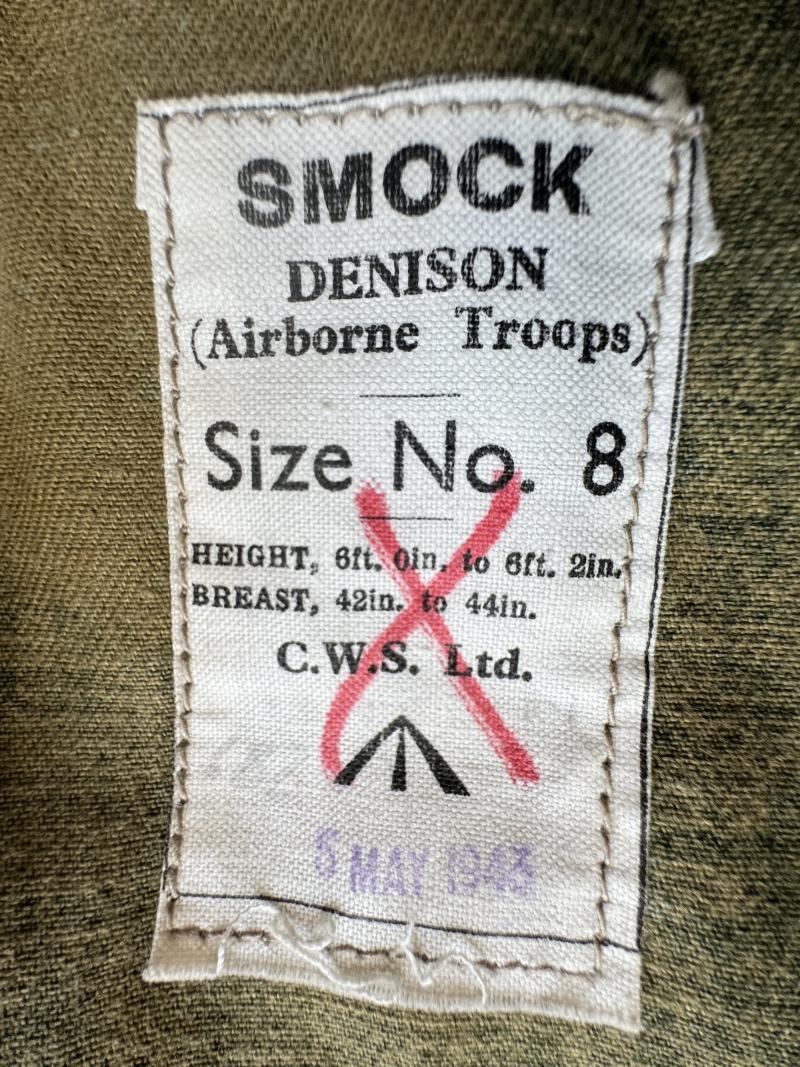 SMOCK
DENISON
(Airborne Troops)
Size No. 8
HEIGHT, 6ft. 0in. to 6ft. 2in.
BREAST, 42in. to 44in.
C.W.S. Ltd.
5 MAY 1943